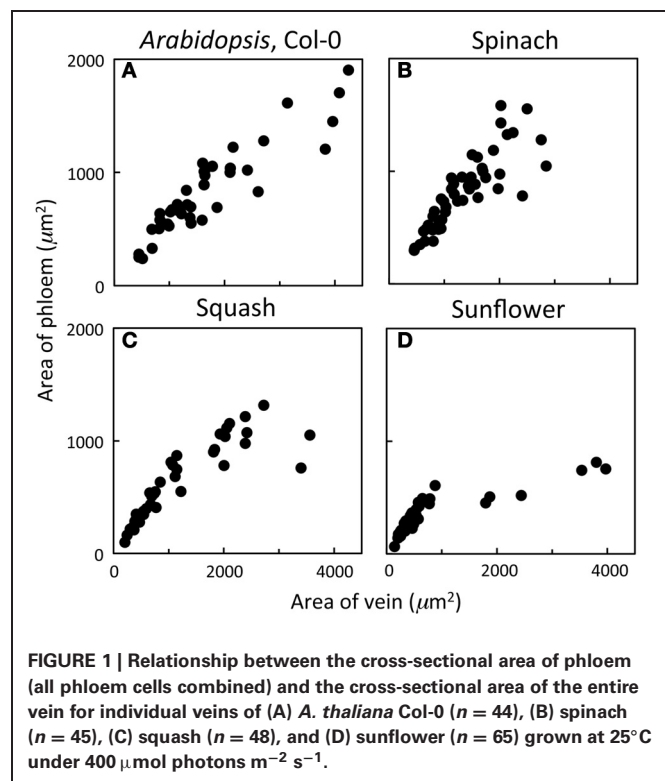 Arabidopsis, Col-0
Spinach
A
B
2000
1000
0
Area of phloem (μm²)
Squash
Sunflower
C
D
2000
1000
0
0 2000 4000 0 2000 4000
Area of vein (μm²)
FIGURE 1 | Relationship between the cross-sectional area of phloem
(all phloem cells combined) and the cross-sectional area of the entire
vein for individual veins of (A) A. thaliana Col-0 (n = 44), (B) spinach
(n = 45), (C) squash (n = 48), and (D) sunflower (n = 65) grown at 25°C
under 400 μmol photons m⁻² s⁻¹.